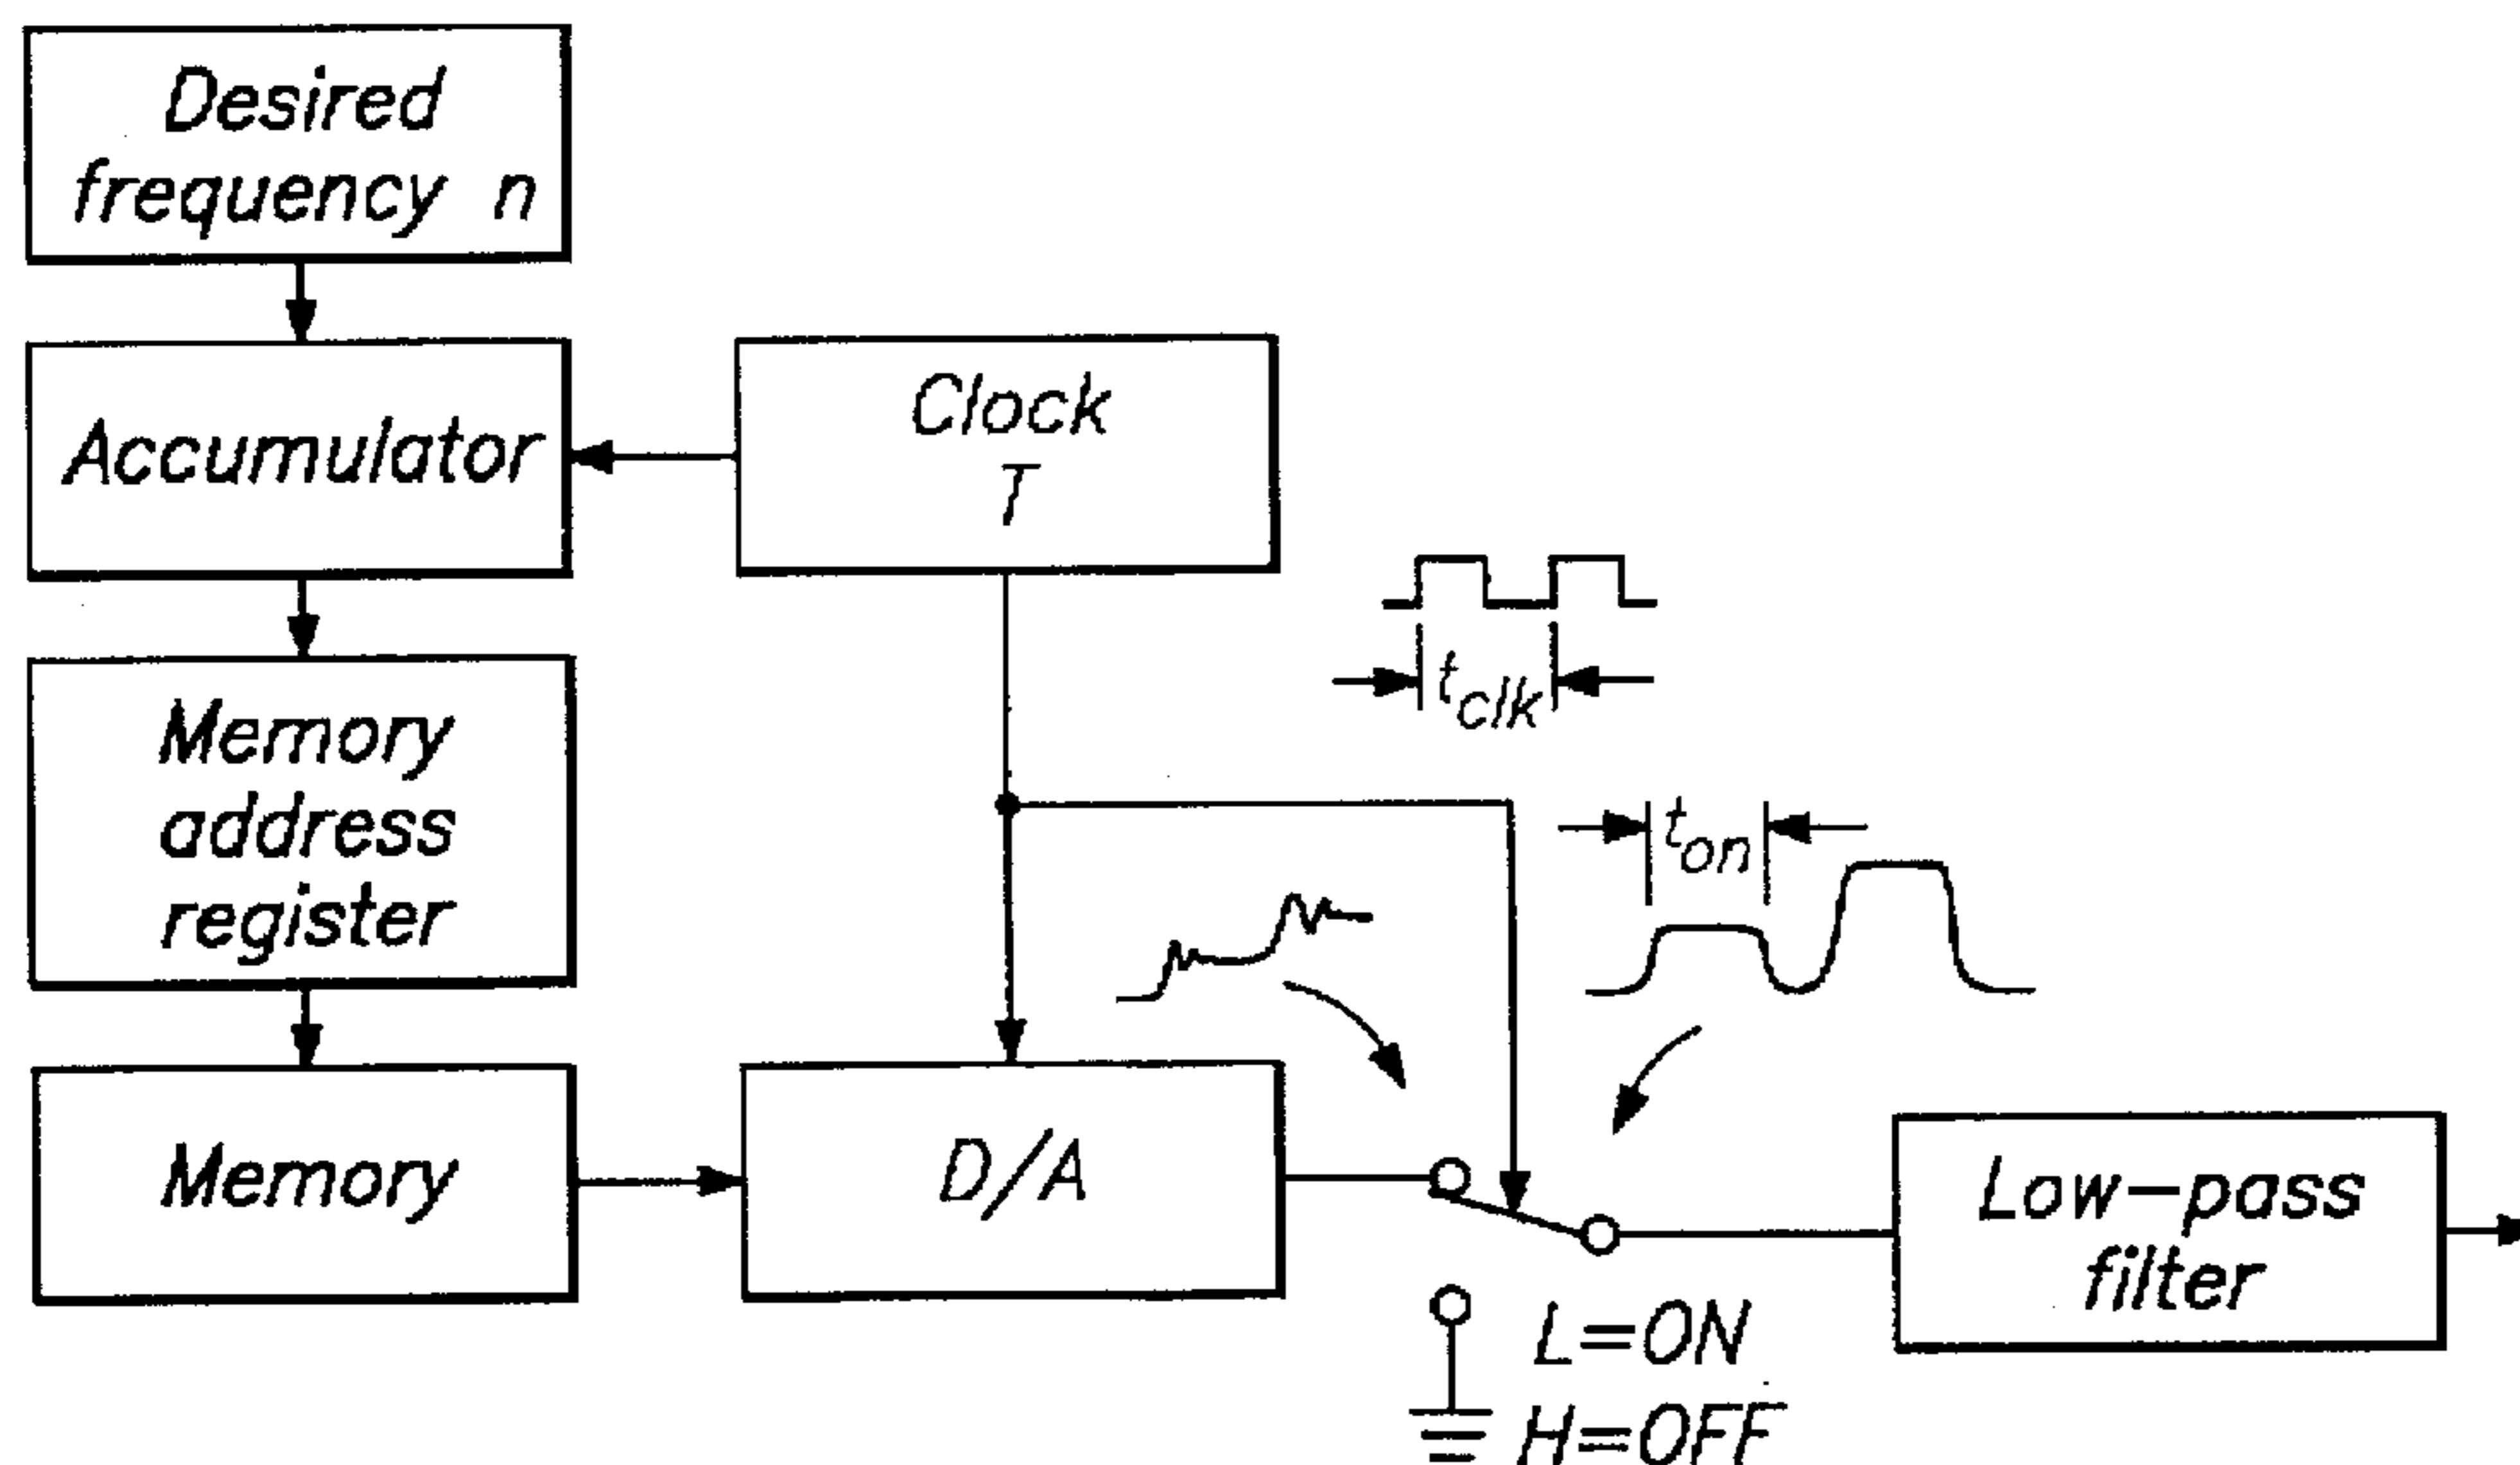 Desired
frequency n
Accumulator
Clock
T
Memory
address
register
t_clk
t_on
Memory
D/A
Low-pass
filter
L=ON
H=OFF